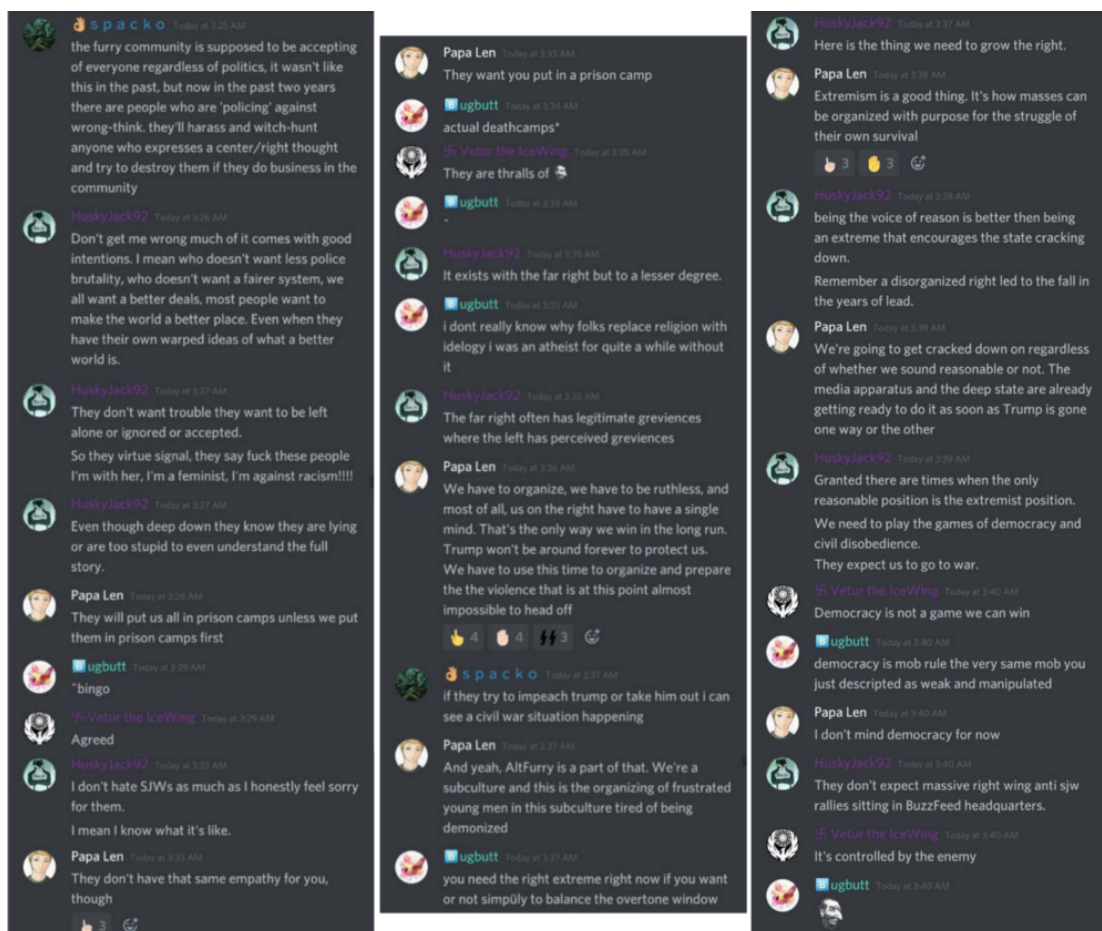 👌 s p a c k o Today at 3:25 AM
the furry community is supposed to be accepting
of everyone regardless of politics, it wasn't like
this in the past, but now in the past two years
there are people who are 'policing' against
wrong-think. they'll harass and witch-hunt
anyone who expresses a center/right thought
and try to destroy them if they do business in the
community
HuskyJack92 Today at 3:26 AM
Don't get me wrong much of it comes with good
intentions. I mean who doesn't want less police
brutality, who doesn't want a fairer system, we
all want a better deals, most people want to
make the world a better place. Even when they
have their own warped ideas of what a better
world is.
HuskyJack92 Today at 3:27 AM
They don't want trouble they want to be left
alone or ignored or accepted.
So they virtue signal, they say fuck these people
I'm with her, I'm a feminist, I'm against racism!!!!
HuskyJack92 Today at 3:27 AM
Even though deep down they know they are lying
or are too stupid to even understand the full
story.
Papa Len Today at 3:28 AM
They will put us all in prison camps unless we put
them in prison camps first
🅱ugbutt Today at 3:29 AM
*bingo
卐 Vetur the IceWing Today at 3:29 AM
Agreed
HuskyJack92 Today at 3:33 AM
I don't hate SJWs as much as I honestly feel sorry
for them.
I mean I know what it's like.
Papa Len Today at 3:33 AM
They don't have that same empathy for you,
though
3
Papa Len Today at 3:33 AM
They want you put in a prison camp
🅱ugbutt Today at 3:34 AM
actual deathcamps*
卐 Vetur the IceWing Today at 3:35 AM
They are thralls of
🅱ugbutt Today at 3:35 AM
^
HuskyJack92 Today at 3:35 AM
It exists with the far right but to a lesser degree.
🅱ugbutt Today at 3:35 AM
i dont really know why folks replace religion with
idelogy i was an atheist for quite a while without
it
HuskyJack92 Today at 3:35 AM
The far right often has legitimate greviences
where the left has perceived greviences
Papa Len Today at 3:36 AM
We have to organize, we have to be ruthless, and
most of all, us on the right have to have a single
mind. That's the only way we win in the long run.
Trump won't be around forever to protect us.
We have to use this time to organize and prepare
the the violence that is at this point almost
impossible to head off
4 4 3
👌 s p a c k o Today at 3:37 AM
if they try to impeach trump or take him out i can
see a civil war situation happening
Papa Len Today at 3:37 AM
And yeah, AltFurry is a part of that. We're a
subculture and this is the organizing of frustrated
young men in this subculture tired of being
demonized
🅱ugbutt Today at 3:37 AM
you need the right extreme right now if you want
or not simpüly to balance the overtone window
HuskyJack92 Today at 3:37 AM
Here is the thing we need to grow the right.
Papa Len Today at 3:38 AM
Extremism is a good thing. It's how masses can
be organized with purpose for the struggle of
their own survival
3 3
HuskyJack92 Today at 3:38 AM
being the voice of reason is better then being
an extreme that encourages the state cracking
down.
Remember a disorganized right led to the fall in
the years of lead.
Papa Len Today at 3:39 AM
We're going to get cracked down on regardless
of whether we sound reasonable or not. The
media apparatus and the deep state are already
getting ready to do it as soon as Trump is gone
one way or the other
HuskyJack92 Today at 3:39 AM
Granted there are times when the only
reasonable position is the extremist position.
We need to play the games of democracy and
civil disobedience.
They expect us to go to war.
卐 Vetur the IceWing Today at 3:40 AM
Democracy is not a game we can win
🅱ugbutt Today at 3:40 AM
democracy is mob rule the very same mob you
just descripted as weak and manipulated
Papa Len Today at 3:40 AM
I don't mind democracy for now
HuskyJack92 Today at 3:40 AM
They don't expect massive right wing anti sjw
rallies sitting in BuzzFeed headquarters.
卐 Vetur the IceWing Today at 3:40 AM
It's controlled by the enemy
🅱ugbutt Today at 3:40 AM